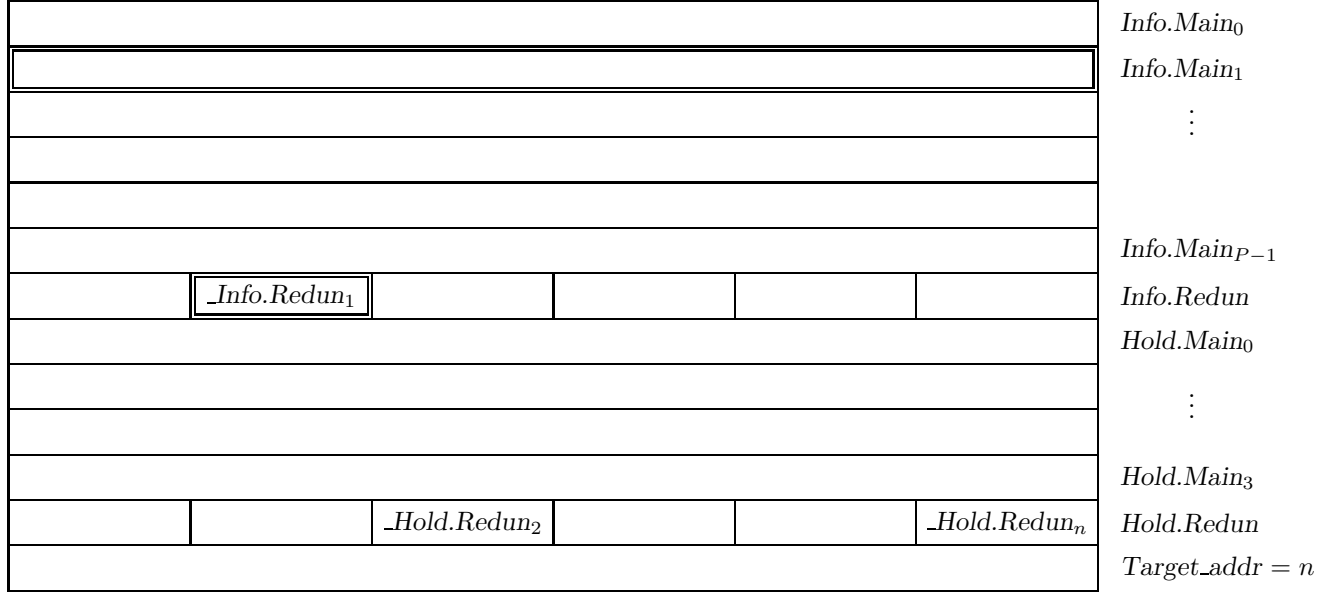 Info.Main₀
Info.Main₁
⋮
Info.Main_{P−1}
_Info.Redun₁ Info.Redun
Hold.Main₀
⋮
Hold.Main₃
_Hold.Redun₂ _Hold.Redunₙ Hold.Redun
Target_addr = n